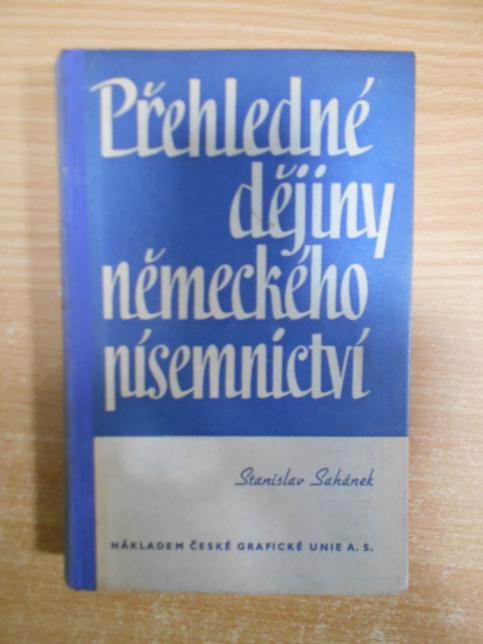 Přehledné
dějiny
německého
písemnictví
Stanislav Sahánek
NÁKLADEM ČESKÉ GRAFICKÉ UNIE A. S.